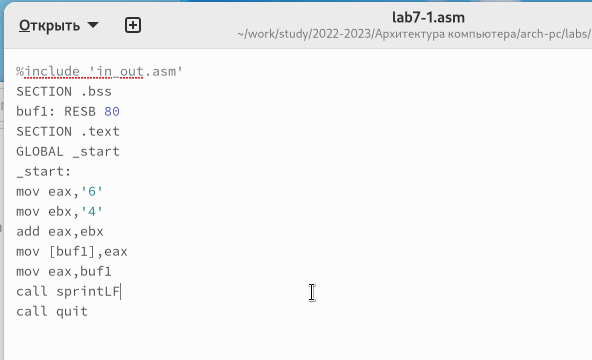 Открыть
lab7-1.asm
~/work/study/2022-2023/Архитектура компьютера/arch-pc/labs/
%include 'in_out.asm'
SECTION .bss
buf1: RESB 80
SECTION .text
GLOBAL _start
_start:
mov eax,'6'
mov ebx,'4'
add eax,ebx
mov [buf1],eax
mov eax,buf1
call sprintLF
call quit